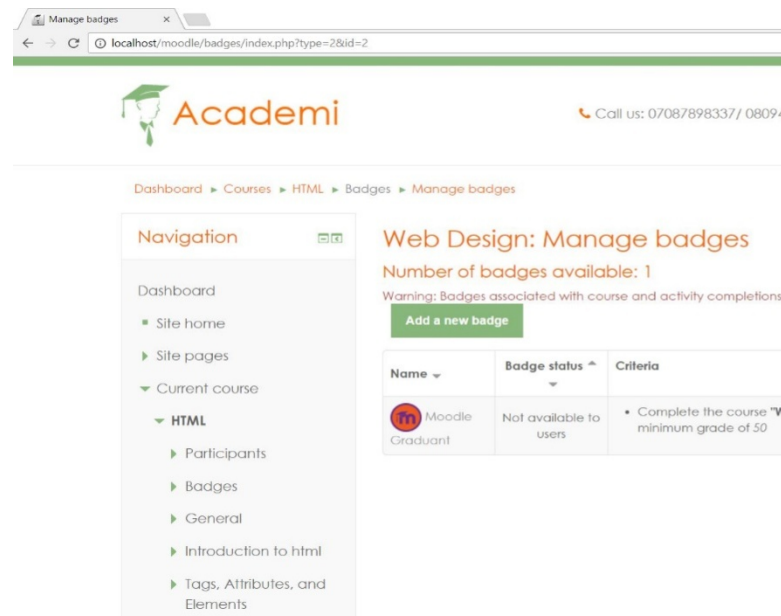 Manage badges
localhost/moodle/badges/index.php?type=2&id=2
Academi
Call us: 07087898337/ 0809
Dashboard ▸ Courses ▸ HTML ▸ Badges ▸ Manage badges
Navigation
Dashboard
Site home
Site pages
Current course
HTML
Participants
Badges
General
Introduction to html
Tags, Attributes, and
Elements
Web Design: Manage badges
Number of badges available: 1
Warning: Badges associated with course and activity completions
Add a new badge
Name Badge status Criteria
Moodle
Graduant
Not available to
users
• Complete the course "W
minimum grade of 50